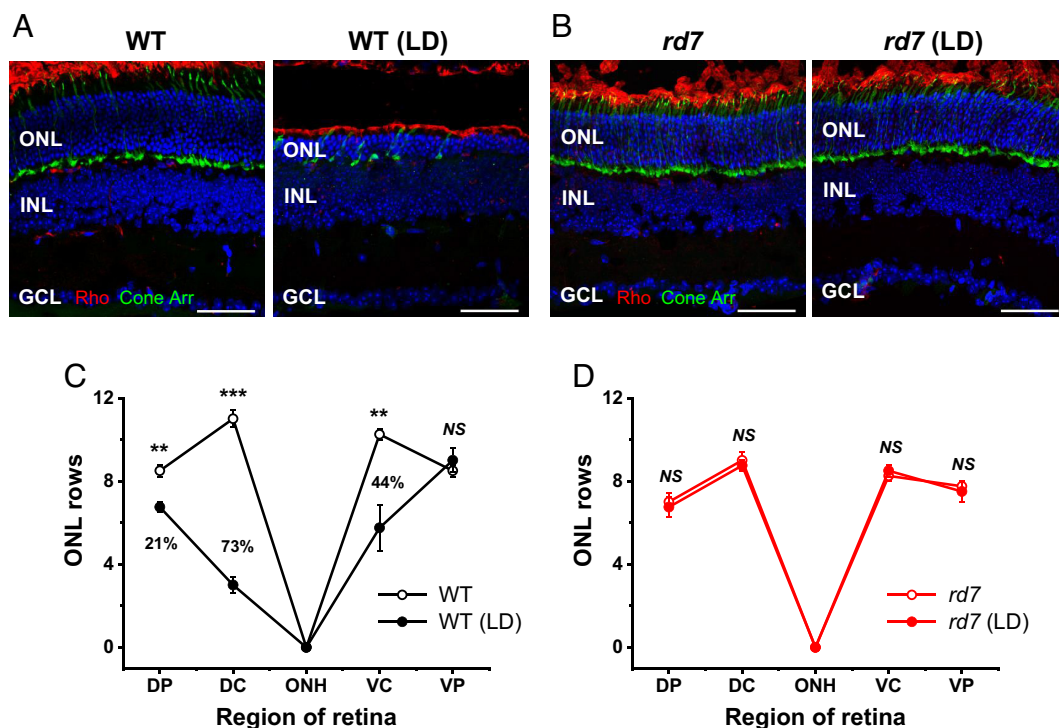 A
WT
WT (LD)
ONL
INL
GCL Rho Cone Arr
ONL
INL
GCL
B
rd7
rd7 (LD)
ONL
INL
GCL Rho Cone Arr
ONL
INL
GCL
C
12
8
4
0
ONL rows
**
***
**
NS
21%
73%
44%
WT
WT (LD)
DP DC ONH VC VP
Region of retina
D
12
8
4
0
ONL rows
NS
NS
NS
NS
rd7
rd7 (LD)
DP DC ONH VC VP
Region of retina